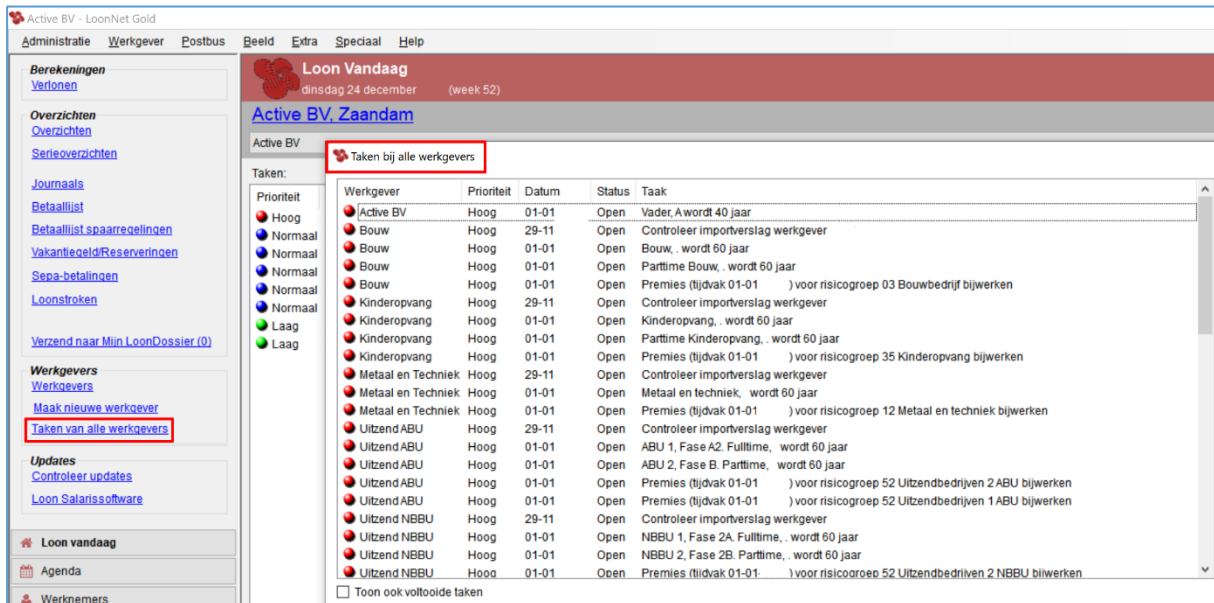 Active BV - LoonNet Gold
Administratie Werkgever Postbus Beeld Extra Speciaal Help
Berekeningen
Verlonen
Overzichten
Overzichten
Serieoverzichten
Journaals
Betaallijst
Betaallijst spaarregelingen
Vakantiegeld/Reserveringen
Sepa-betalingen
Loonstroken
Verzend naar Mijn LoonDossier (0)
Werkgevers
Werkgevers
Maak nieuwe werkgever
Taken van alle werkgevers
Updates
Controleer updates
Loon Salarissoftware
Loon vandaag
Agenda
Werknemers
Loon Vandaag
dinsdag 24 december (week 52)
Active BV, Zaandam
Active BV
Taken:
Prioriteit
Hoog
Normaal
Normaal
Normaal
Normaal
Normaal
Laag
Laag
Taken bij alle werkgevers
Werkgever Prioriteit Datum Status Taak
Active BV Hoog 01-01 Open Vader, A wordt 40 jaar
Bouw Hoog 29-11 Open Controleer importverslag werkgever
Bouw Hoog 01-01 Open Bouw, . wordt 60 jaar
Bouw Hoog 01-01 Open Parttime Bouw, . wordt 60 jaar
Bouw Hoog 01-01 Open Premies (tijdvak 01-01 ) voor risicogroep 03 Bouwbedrijf bijwerken
Kinderopvang Hoog 29-11 Open Controleer importverslag werkgever
Kinderopvang Hoog 01-01 Open Kinderopvang, . wordt 60 jaar
Kinderopvang Hoog 01-01 Open Parttime Kinderopvang, . wordt 60 jaar
Kinderopvang Hoog 01-01 Open Premies (tijdvak 01-01 ) voor risicogroep 35 Kinderopvang bijwerken
Metaal en Techniek Hoog 29-11 Open Controleer importverslag werkgever
Metaal en Techniek Hoog 01-01 Open Metaal en techniek, wordt 60 jaar
Metaal en Techniek Hoog 01-01 Open Premies (tijdvak 01-01 ) voor risicogroep 12 Metaal en techniek bijwerken
Uitzend ABU Hoog 29-11 Open Controleer importverslag werkgever
Uitzend ABU Hoog 01-01 Open ABU 1, Fase A2. Fulltime, wordt 60 jaar
Uitzend ABU Hoog 01-01 Open ABU 2, Fase B. Parttime, wordt 60 jaar
Uitzend ABU Hoog 01-01 Open Premies (tijdvak 01-01 ) voor risicogroep 52 Uitzendbedrijven 2 ABU bijwerken
Uitzend ABU Hoog 01-01 Open Premies (tijdvak 01-01 ) voor risicogroep 52 Uitzendbedrijven 1 ABU bijwerken
Uitzend NBBU Hoog 29-11 Open Controleer importverslag werkgever
Uitzend NBBU Hoog 01-01 Open NBBU 1, Fase 2A. Fulltime, . wordt 60 jaar
Uitzend NBBU Hoog 01-01 Open NBBU 2, Fase 2B. Parttime, . wordt 60 jaar
Uitzend NBBU Hoog 01-01 Open Premies (tijdvak 01-01- ) voor risicogroep 52 Uitzendbedrijven 2 NBBU bijwerken
Toon ook voltooide taken